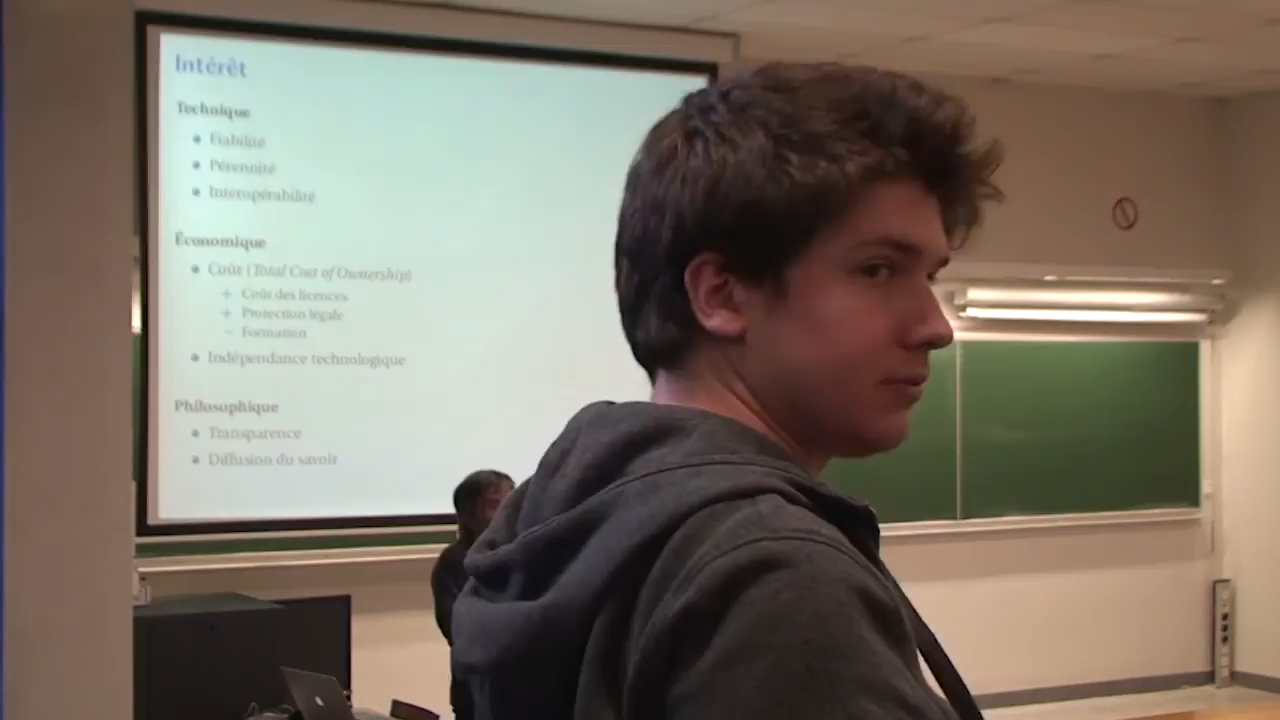 Intérêt
Technique
Fiabilité
Pérennité
Interopérabilité
Économique
Coût (Total Cost of Ownership)
+ Coût des licences
+ Protection légale
− Formation
Indépendance technologique
Philosophique
Transparence
Diffusion du savoir